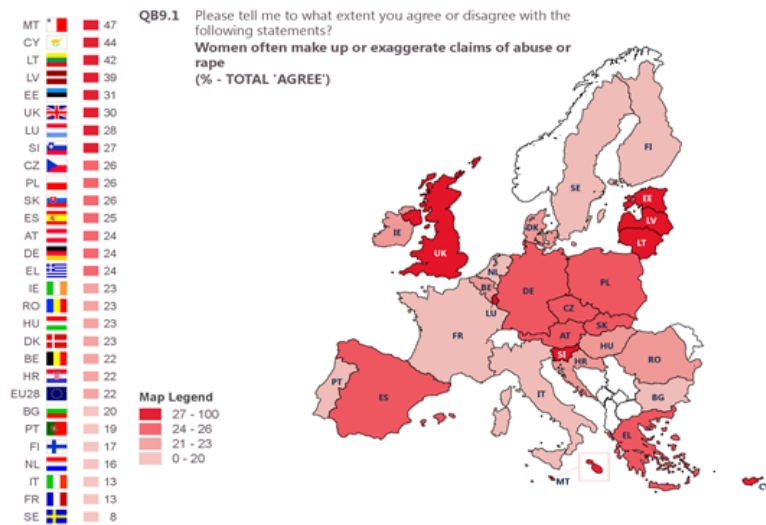 QB9.1 Please tell me to what extent you agree or disagree with the
following statements?
Women often make up or exaggerate claims of abuse or
rape
(% - TOTAL 'AGREE')
MT 47
CY 44
LT 42
LV 39
EE 31
UK 30
LU 28
SI 27
CZ 26
PL 26
SK 26
ES 25
AT 24
DE 24
EL 24
IE 23
RO 23
HU 23
DK 23
BE 22
HR 22
EU28 22
BG 20
PT 19
FI 17
NL 16
IT 13
FR 13
SE 8
Map Legend
27 - 100
24 - 26
21 - 23
0 - 20
FI
SE
EE
LV
LT
DK
IE
UK
NL
BE
LU
DE
PL
CZ
SK
AT
HU
FR
SI
HR
RO
PT
ES
IT
BG
EL
MT